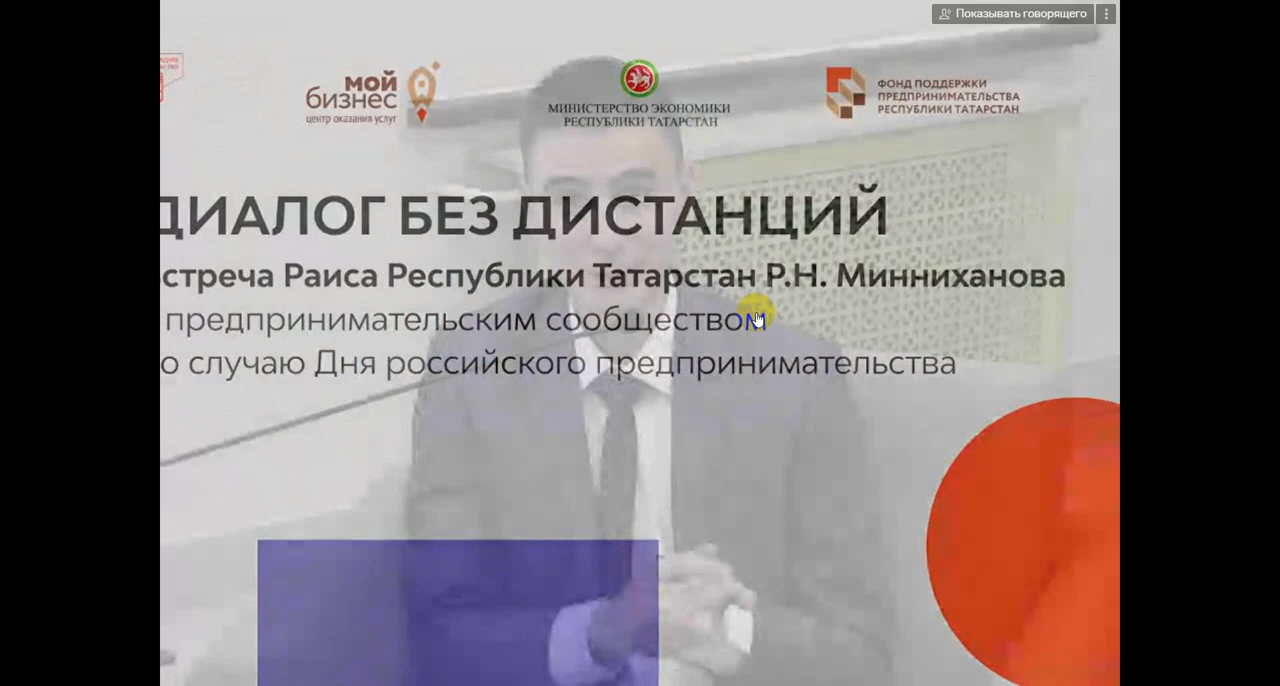 Показывать говорящего
мой
бизнес
центр оказания услуг
МИНИСТЕРСТВО ЭКОНОМИКИ
РЕСПУБЛИКИ ТАТАРСТАН
ФОНД ПОДДЕРЖКИ
ПРЕДПРИНИМАТЕЛЬСТВА
РЕСПУБЛИКИ ТАТАРСТАН
ДИАЛОГ БЕЗ ДИСТАНЦИЙ
стреча Раиса Республики Татарстан Р.Н. Минниханова
предпринимательским сообществом
о случаю Дня российского предпринимательства